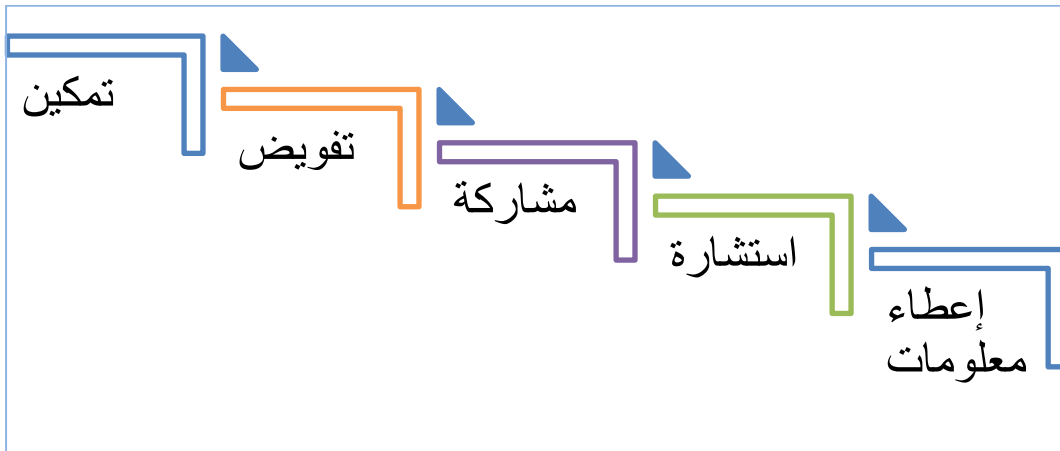 تمكين
تفويض
مشاركة
استشارة
إعطاء
معلومات